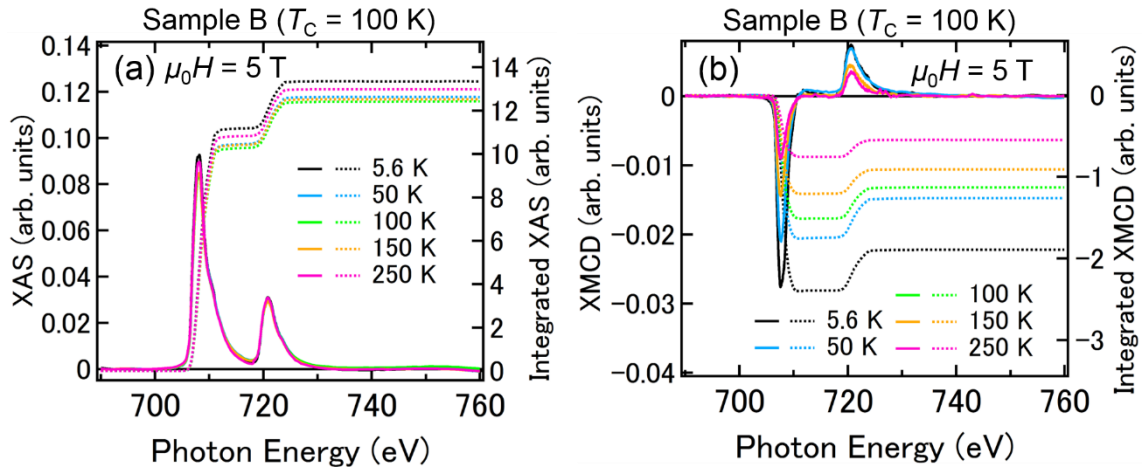 Sample B (T_C = 100 K)
(a) μ₀H = 5 T
XAS (arb. units)
0.14
0.12
0.10
0.08
0.06
0.04
0.02
0
5.6 K
50 K
100 K
150 K
250 K
14
12
10
8
6
4
2
0
Integrated XAS (arb. units)
700 720 740 760
Photon Energy (eV)
Sample B (T_C = 100 K)
(b) μ₀H = 5 T
XMCD (arb. units)
0
−0.01
−0.02
−0.03
−0.04
5.6 K
50 K
100 K
150 K
250 K
0
−1
−2
−3
Integrated XMCD (arb. units)
700 720 740 760
Photon Energy (eV)